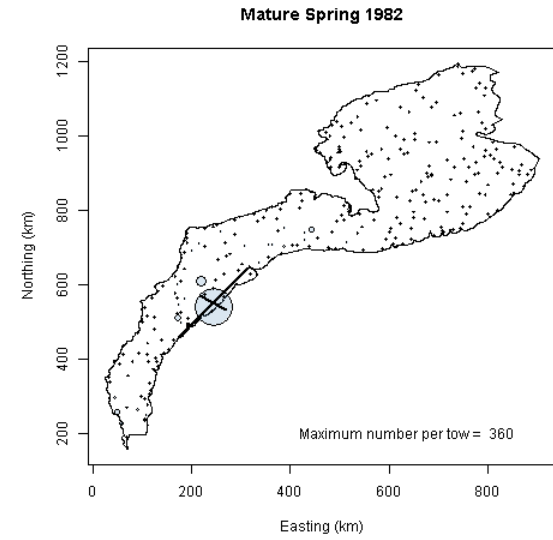 Mature Spring 1982
1200
1000
800
600
400
200
Northing (km)
Maximum number per tow = 360
0 200 400 600 800
Easting (km)